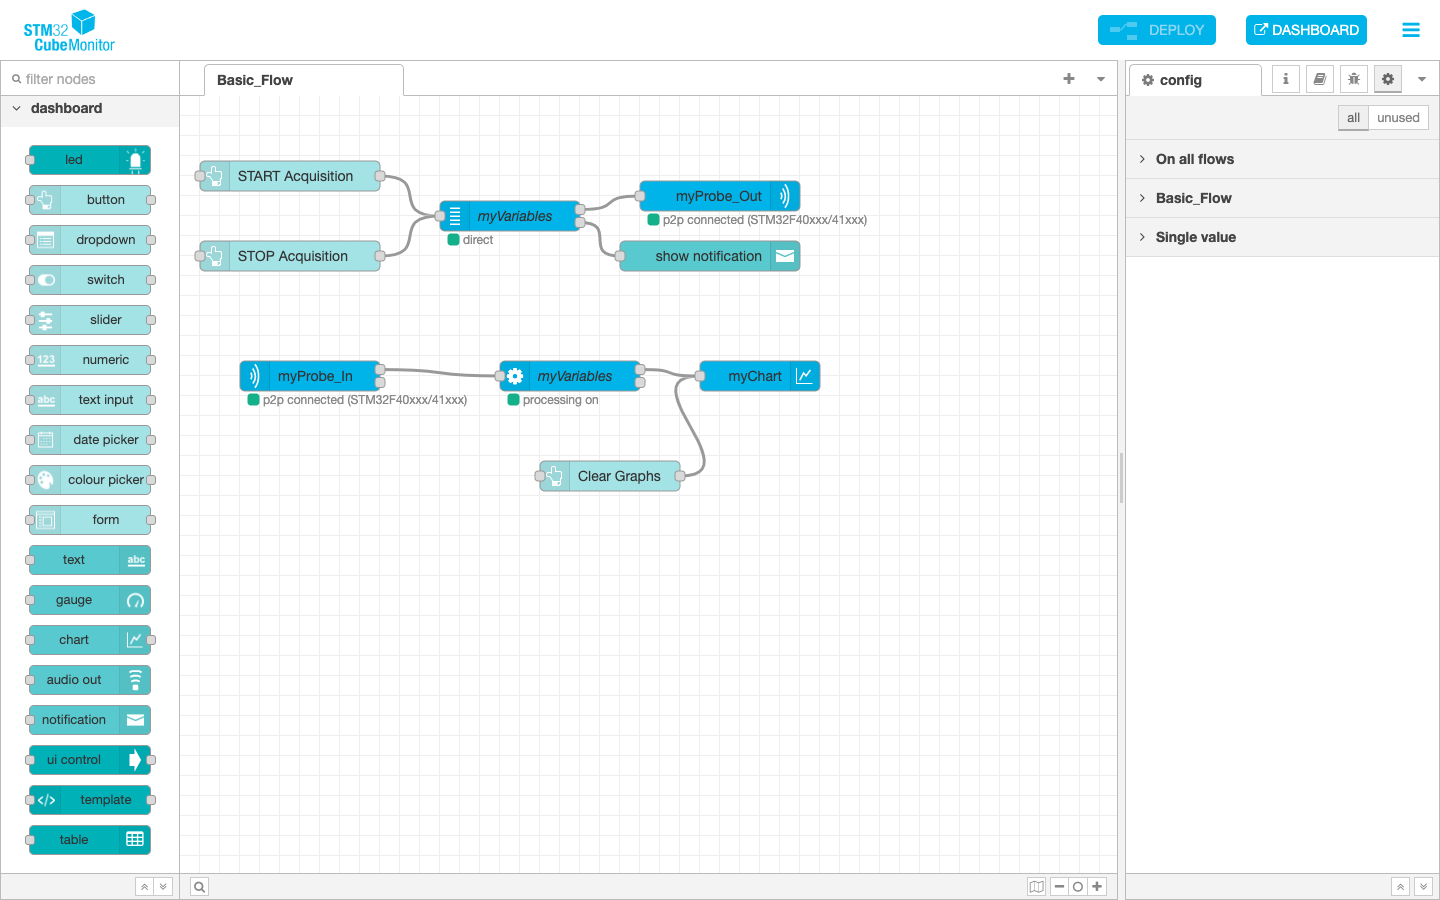 STM32
CubeMonitor
DEPLOY
DASHBOARD
filter nodes
Basic_Flow
config
i
dashboard
all
unused
led
button
dropdown
switch
slider
123
numeric
abc
text input
date picker
colour picker
form
text
abc
gauge
chart
audio out
notification
ui control
</>
template
table
START Acquisition
STOP Acquisition
myVariables
direct
myProbe_Out
p2p connected (STM32F40xxx/41xxx)
show notification
myProbe_In
p2p connected (STM32F40xxx/41xxx)
myVariables
processing on
myChart
Clear Graphs
On all flows
Basic_Flow
Single value